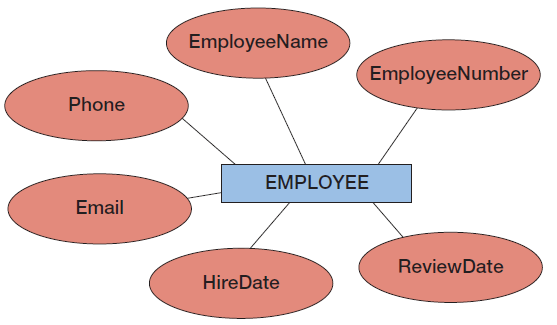 EmployeeName
EmployeeNumber
Phone
EMPLOYEE
Email
ReviewDate
HireDate